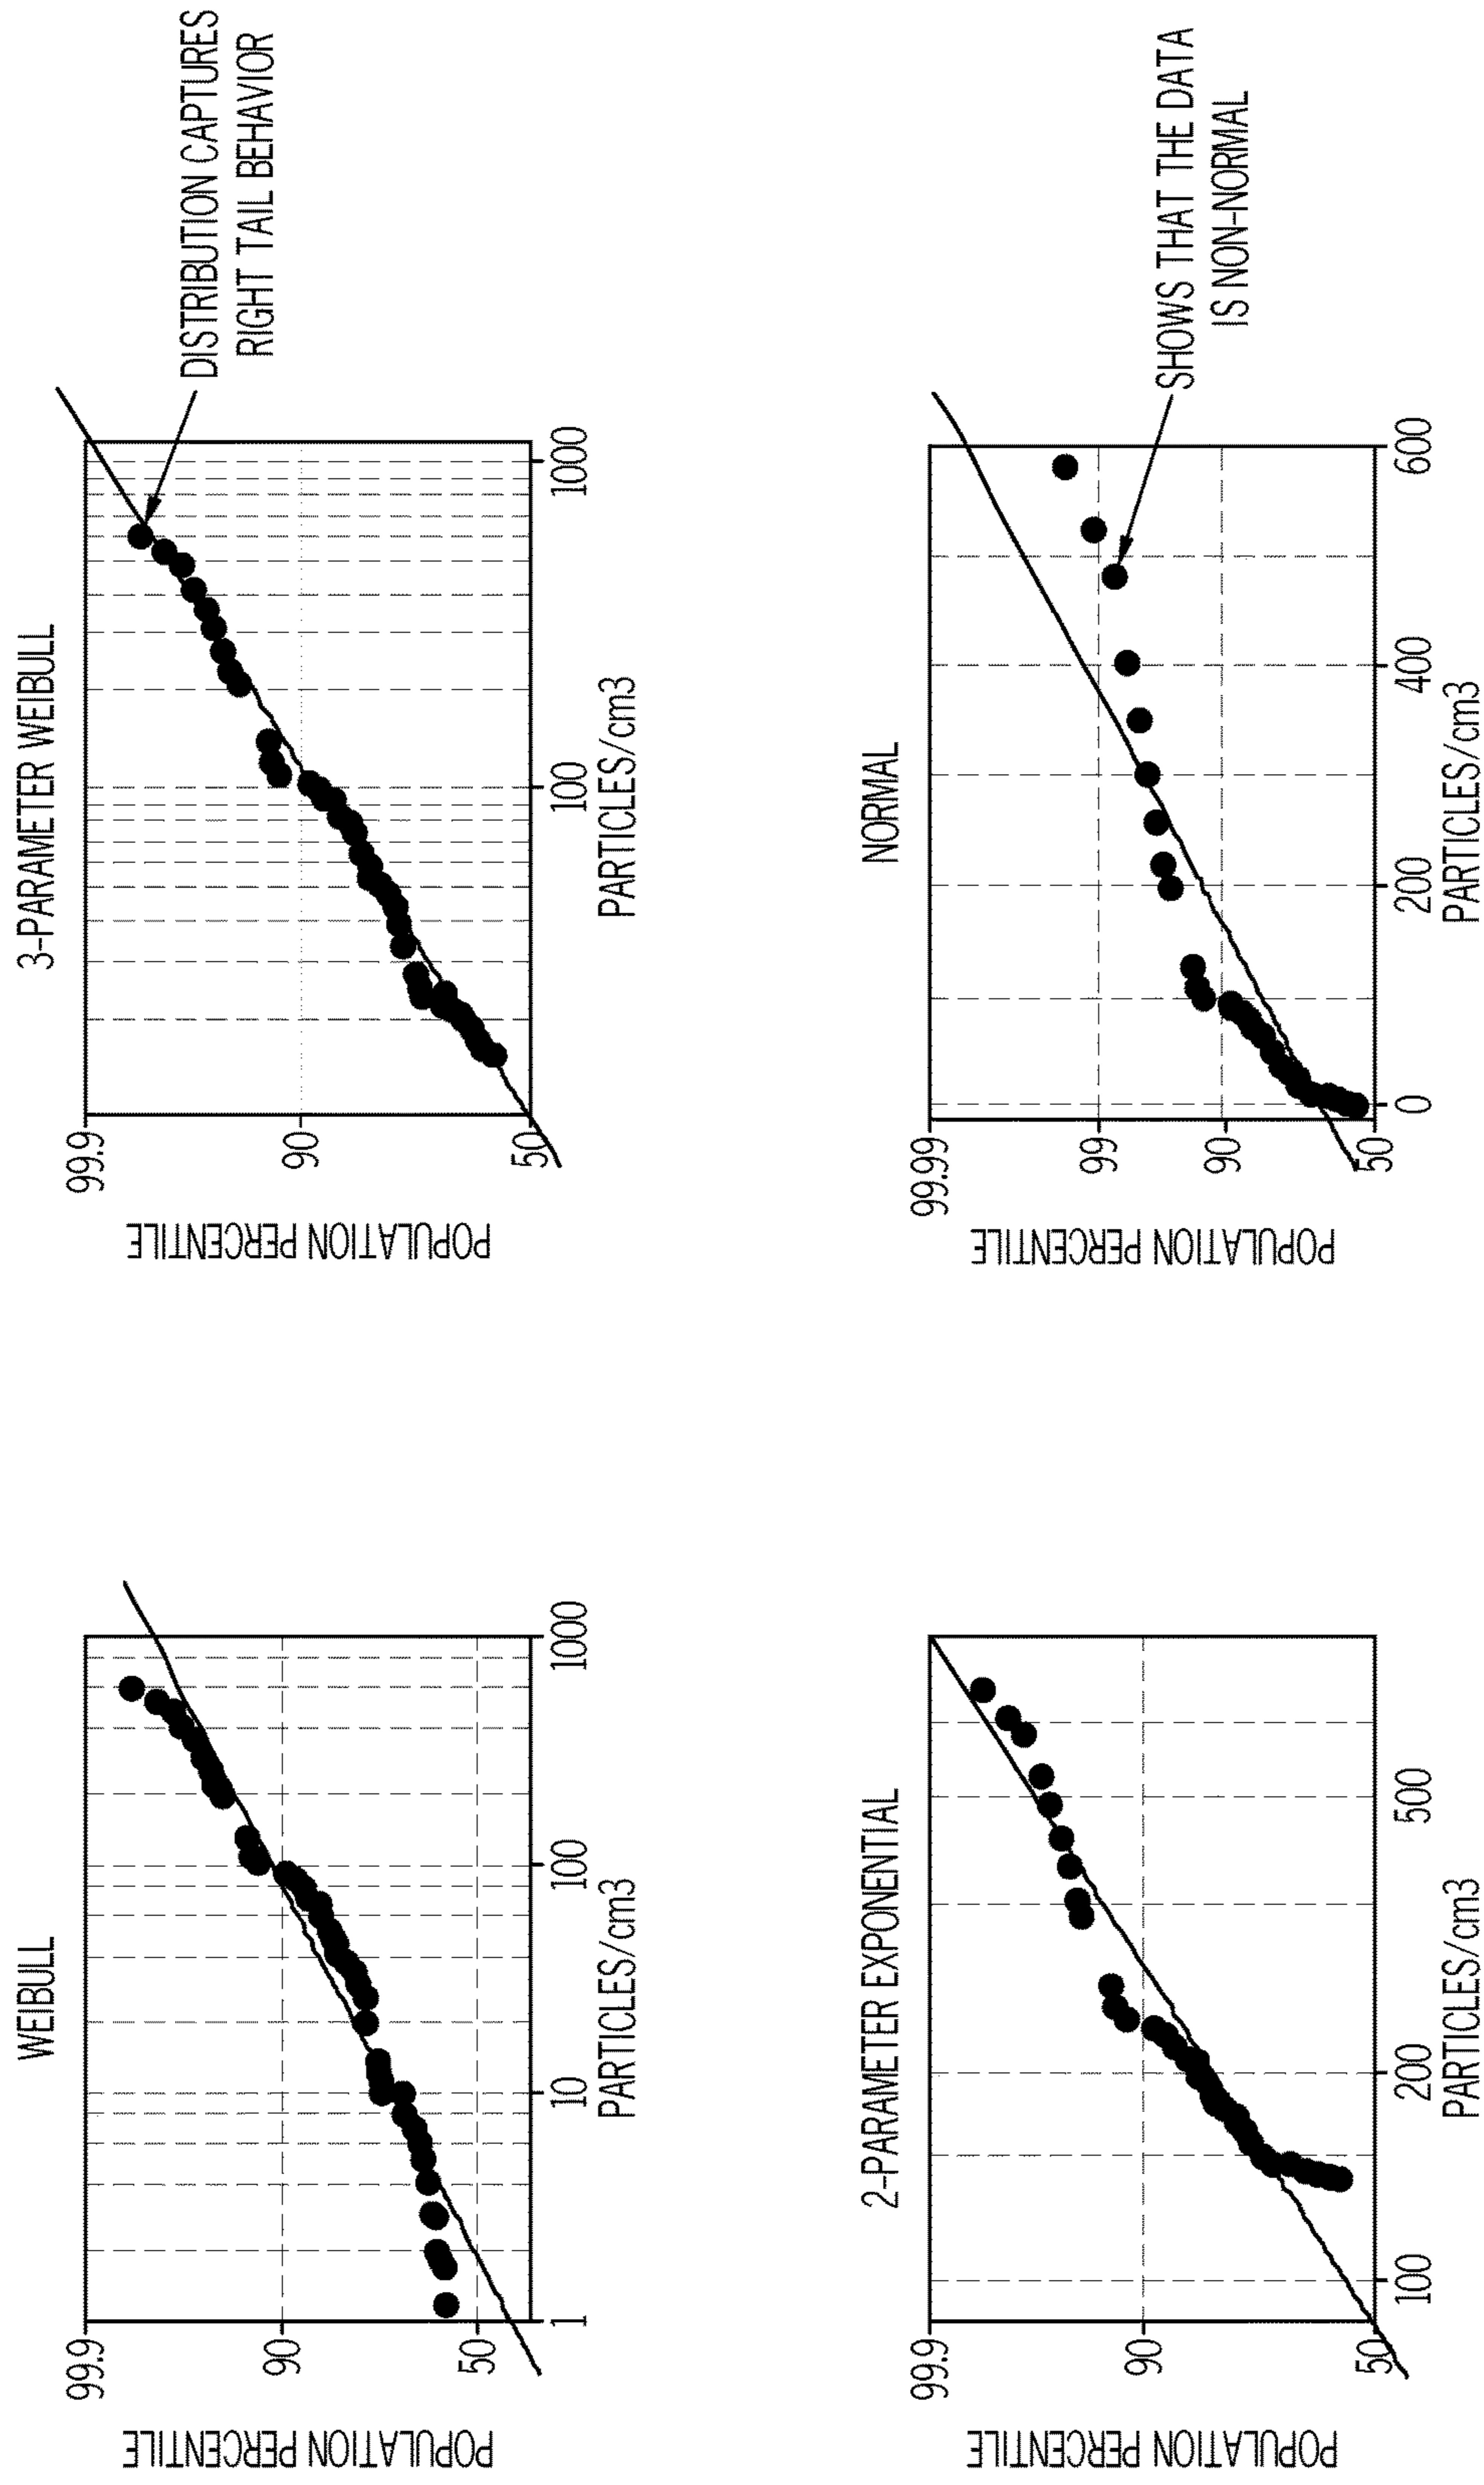 WEIBULL
POPULATION PERCENTILE
99.9
90
50
1
10
100
1000
PARTICLES/cm3
3-PARAMETER WEIBULL
POPULATION PERCENTILE
99.9
90
50
100
1000
PARTICLES/cm3
DISTRIBUTION CAPTURES
RIGHT TAIL BEHAVIOR
2-PARAMETER EXPONENTIAL
POPULATION PERCENTILE
99.9
90
50
100
200
500
PARTICLES/cm3
NORMAL
POPULATION PERCENTILE
99.99
99
90
50
0
200
400
600
PARTICLES/cm3
SHOWS THAT THE DATA
IS NON-NORMAL